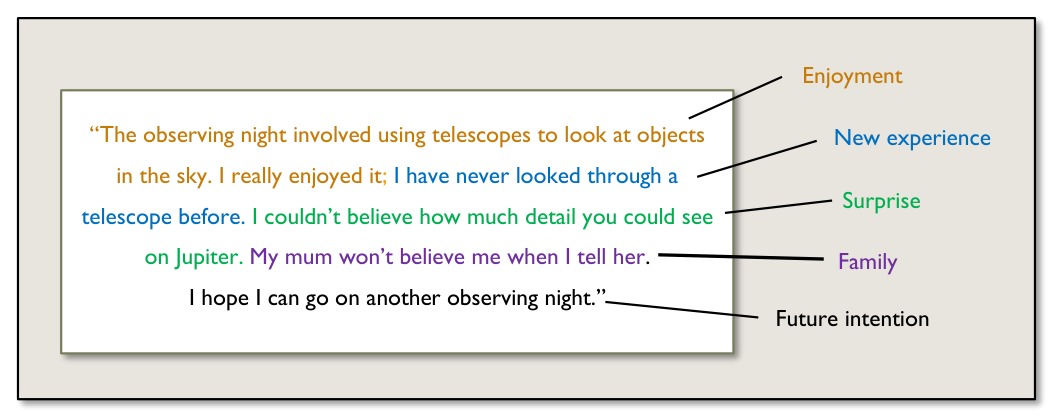 Enjoyment
“The observing night involved using telescopes to look at objects
New experience
in the sky. I really enjoyed it; I have never looked through a
Surprise
telescope before. I couldn’t believe how much detail you could see
on Jupiter. My mum won’t believe me when I tell her.
Family
I hope I can go on another observing night.”
Future intention